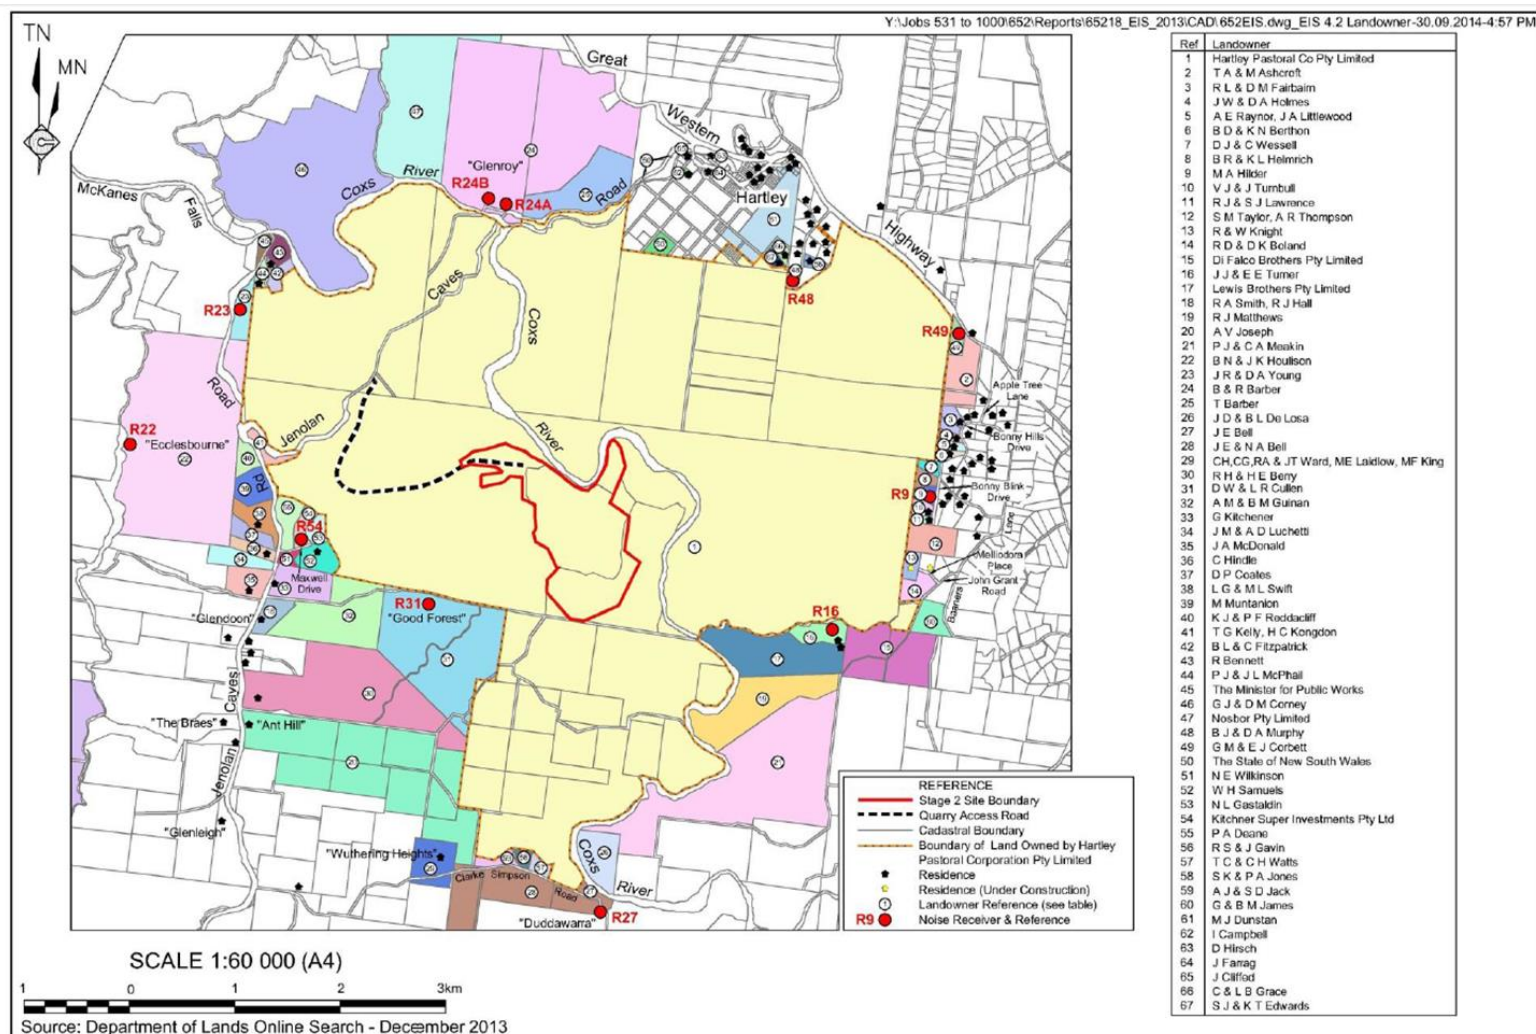 Y:\Jobs 531 to 1000\652\Reports\65218_EIS_2013\CAD\652EIS.dwg_EIS 4.2 Landowner-30.09.2014-4:57 PM
TN
MN
Great
Western
Highway
McKanes
Falls
Road
Coxs
River
"Glenroy"
Road
R24B
R24A
Hartley
Caves
Coxs
River
R23
R48
R49
Apple Tree
Lane
Bonny Hills
Drive
Bonny Blink
Drive
R9
Lane
R22
"Ecclesbourne"
Jenolan
Rd
R54
Maxwell
Drive
Melliodora
Place
John Grant
Road
Baaners
R31
"Good Forest"
R16
"Glendoon"
Caves
"The Braes"
"Ant Hill"
Jenolan
"Glenleigh"
"Wuthering Heights"
Clarke Simpson
Road
Coxs
River
"Duddawarra"
R27
REFERENCE
Stage 2 Site Boundary
Quarry Access Road
Cadastral Boundary
Boundary of Land Owned by Hartley
Pastoral Corporation Pty Limited
Residence
Residence (Under Construction)
1 Landowner Reference (see table)
R9 Noise Receiver & Reference
SCALE 1:60 000 (A4)
1 0 1 2 3km
Source: Department of Lands Online Search - December 2013
Ref Landowner
1 Hartley Pastoral Co Pty Limited
2 T A & M Ashcroft
3 R L & D M Fairbairn
4 J W & D A Holmes
5 A E Raynor, J A Littlewood
6 B D & K N Berthon
7 D J & C Wessell
8 B R & K L Helmrich
9 M A Hilder
10 V J & J Turnbull
11 R J & S J Lawrence
12 S M Taylor, A R Thompson
13 R & W Knight
14 R D & D K Boland
15 Di Falco Brothers Pty Limited
16 J J & E E Turner
17 Lewis Brothers Pty Limited
18 R A Smith, R J Hall
19 R J Matthews
20 A V Joseph
21 P J & C A Meakin
22 B N & J K Houlison
23 J R & D A Young
24 B & R Barber
25 T Barber
26 J D & B L De Losa
27 J E Bell
28 J E & N A Bell
29 CH,CG,RA & JT Ward, ME Laidlow, MF King
30 R H & H E Berry
31 D W & L R Cullen
32 A M & B M Guinan
33 G Kitchener
34 J M & A D Luchetti
35 J A McDonald
36 C Hindle
37 D P Coates
38 L G & M L Swift
39 M Muntanion
40 K J & P F Reddacliff
41 T G Kelly, H C Kongdon
42 B L & C Fitzpatrick
43 R Bennett
44 P J & J L McPhail
45 The Minister for Public Works
46 G J & D M Corney
47 Nosbor Pty Limited
48 B J & D A Murphy
49 G M & E J Corbett
50 The State of New South Wales
51 N E Wilkinson
52 W H Samuels
53 N L Gastaldin
54 Kitchner Super Investments Pty Ltd
55 P A Deane
56 R S & J Gavin
57 T C & C H Watts
58 S K & P A Jones
59 A J & S D Jack
60 G & B M James
61 M J Dunstan
62 I Campbell
63 D Hirsch
64 J Farrag
65 J Cliffed
66 C & L B Grace
67 S J & K T Edwards